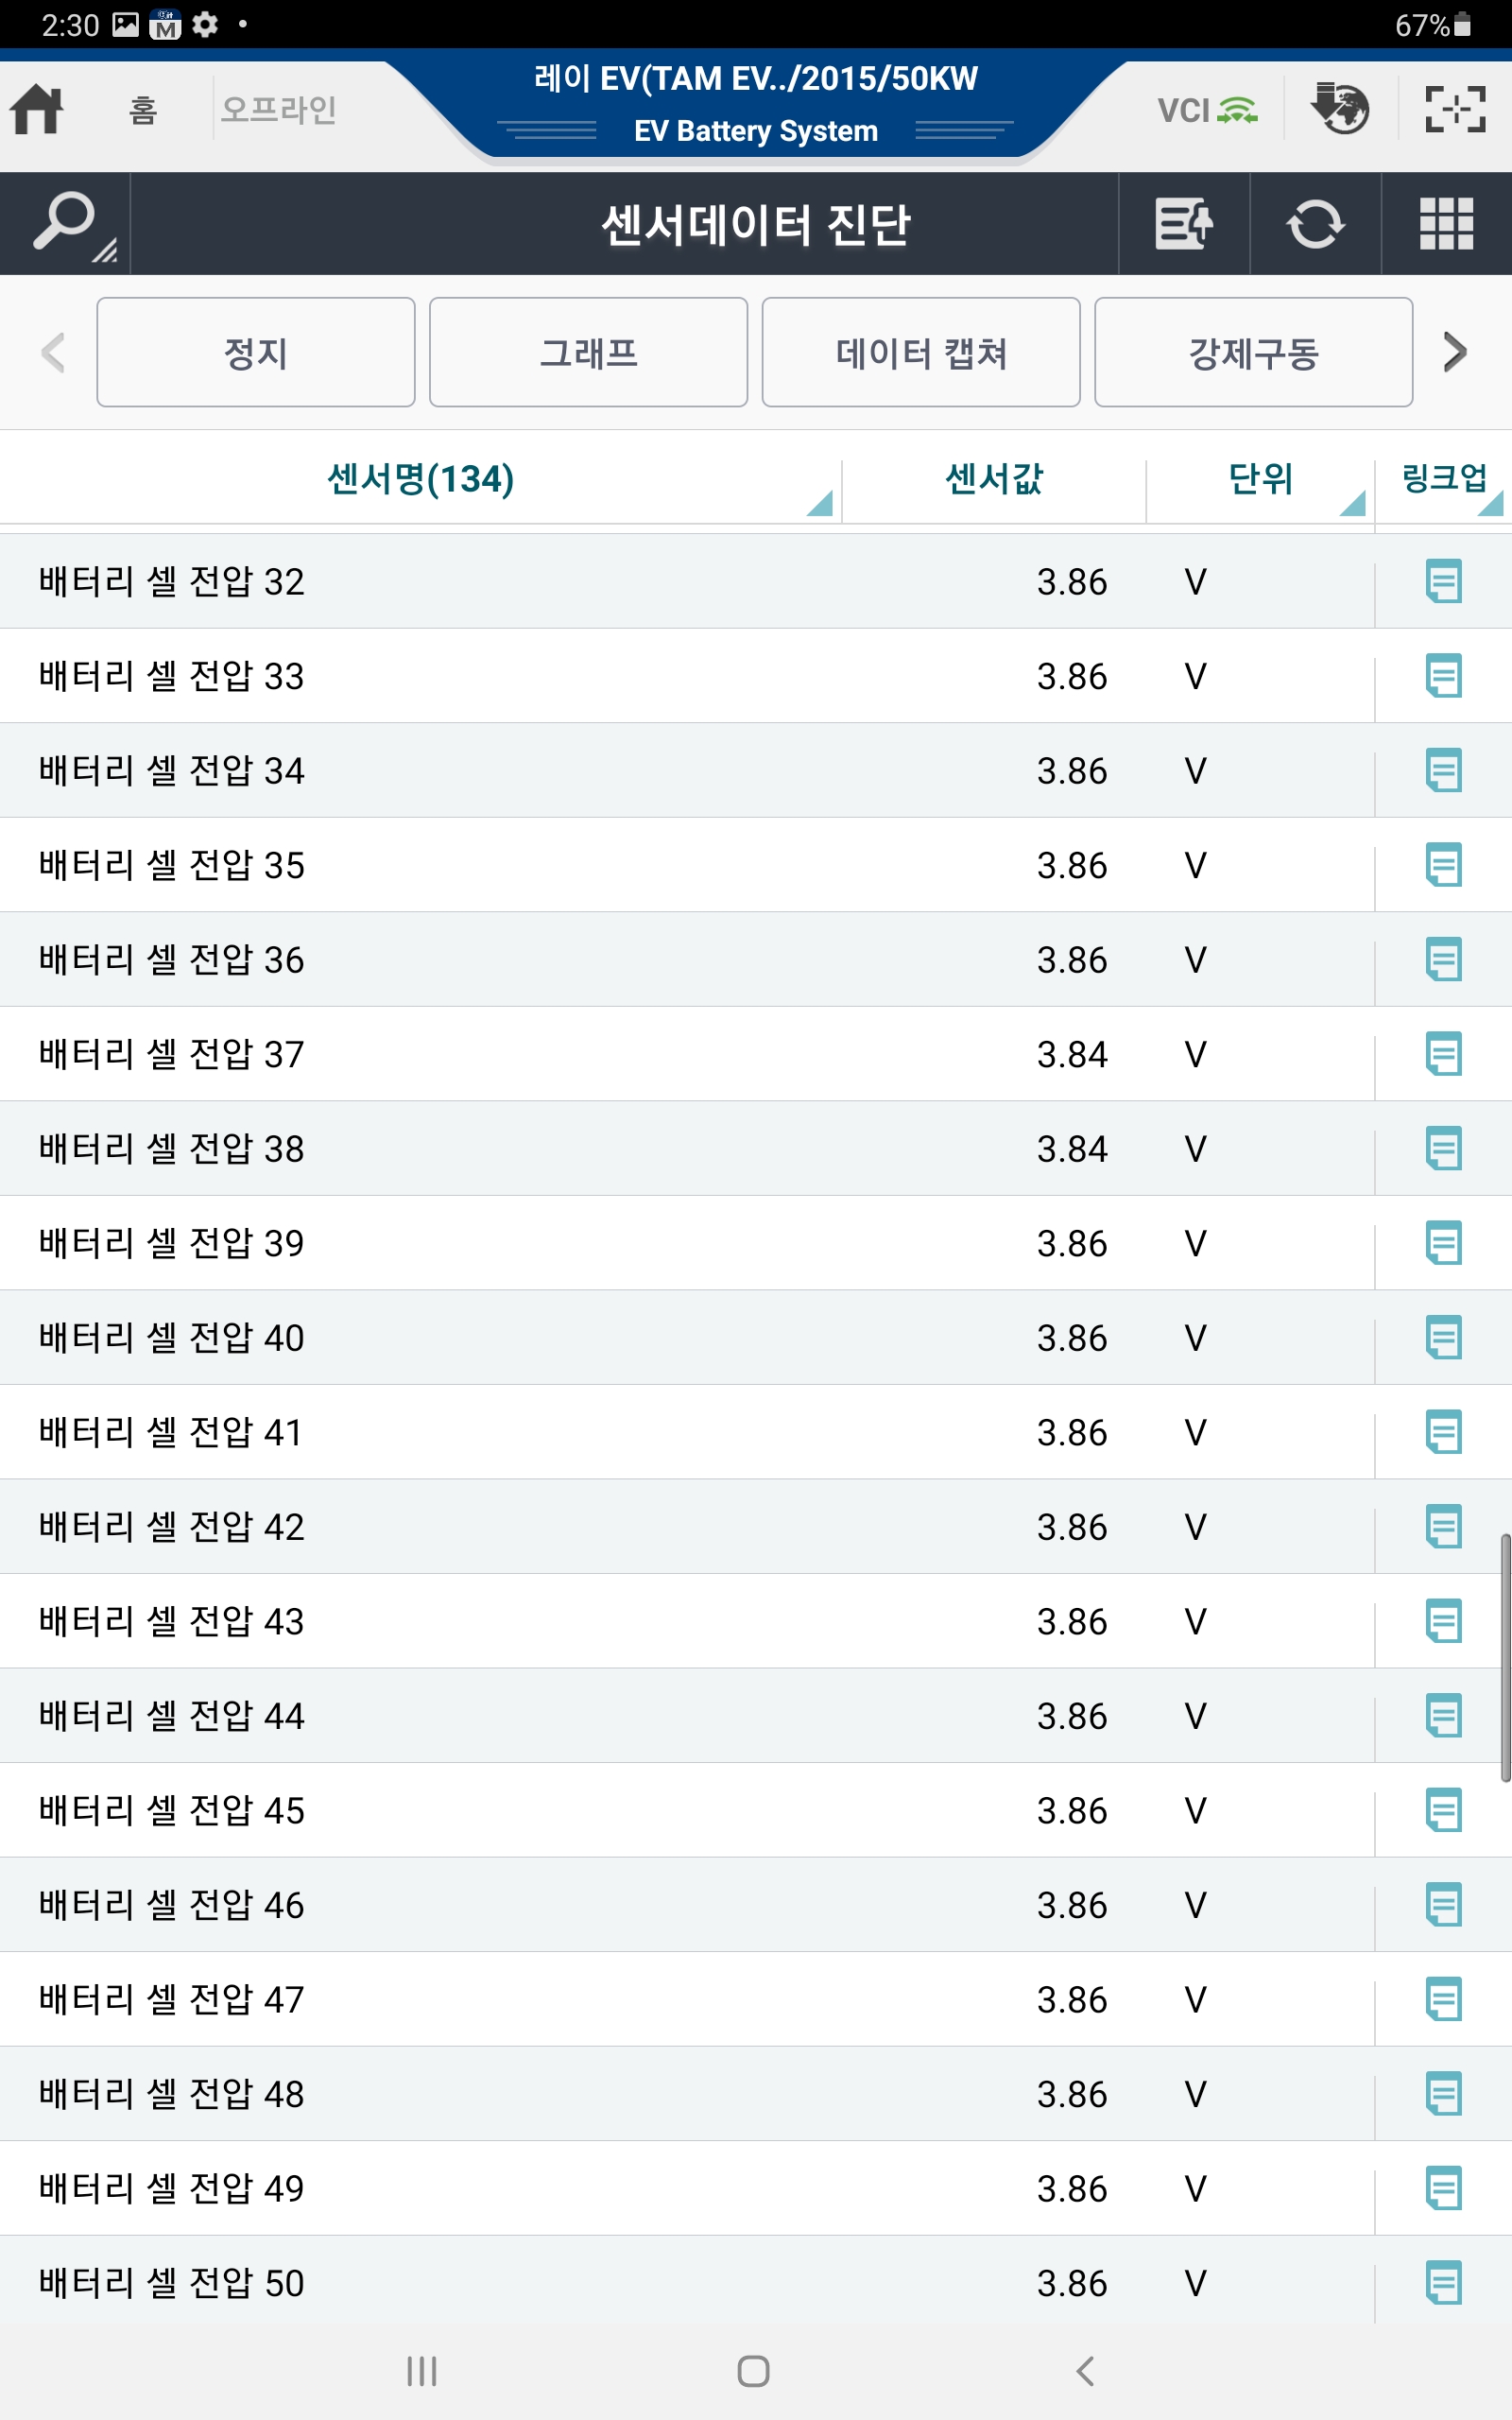 2:30
67%
홈
오프라인
레이 EV(TAM EV../2015/50KW
EV Battery System
VCI
센서데이터 진단
정지
그래프
데이터 캡쳐
강제구동
센서명(134) 센서값 단위 링크업
배터리 셀 전압 32 3.86 V
배터리 셀 전압 33 3.86 V
배터리 셀 전압 34 3.86 V
배터리 셀 전압 35 3.86 V
배터리 셀 전압 36 3.86 V
배터리 셀 전압 37 3.84 V
배터리 셀 전압 38 3.84 V
배터리 셀 전압 39 3.86 V
배터리 셀 전압 40 3.86 V
배터리 셀 전압 41 3.86 V
배터리 셀 전압 42 3.86 V
배터리 셀 전압 43 3.86 V
배터리 셀 전압 44 3.86 V
배터리 셀 전압 45 3.86 V
배터리 셀 전압 46 3.86 V
배터리 셀 전압 47 3.86 V
배터리 셀 전압 48 3.86 V
배터리 셀 전압 49 3.86 V
배터리 셀 전압 50 3.86 V